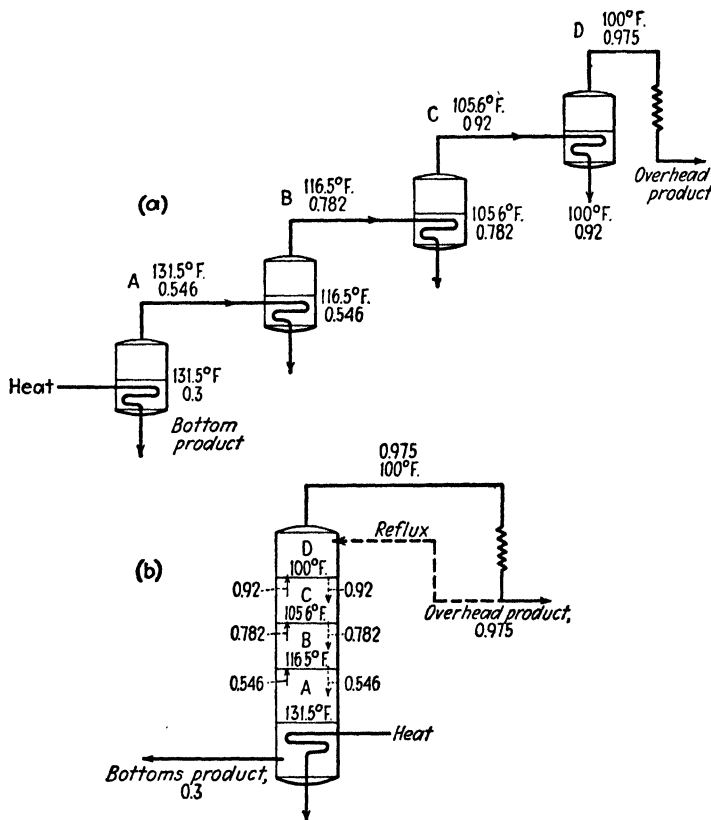 D
100°F.
0.975
C
105.6°F.
0.92
Overhead
product
B
116.5°F.
0.782
(a)
105.6°F.
0.782
100°F.
0.92
A
131.5°F.
0.546
116.5°F.
0.546
Heat
131.5°F
0.3
Bottom
product
0.975
100°F.
Reflux
(b)
D
100°F.
0.92
C
0.92
105.6°F.
Overhead product,
0.975
0.782
B
0.782
116.5°F.
0.546
A
0.546
131.5°F.
Heat
Bottoms product,
0.3